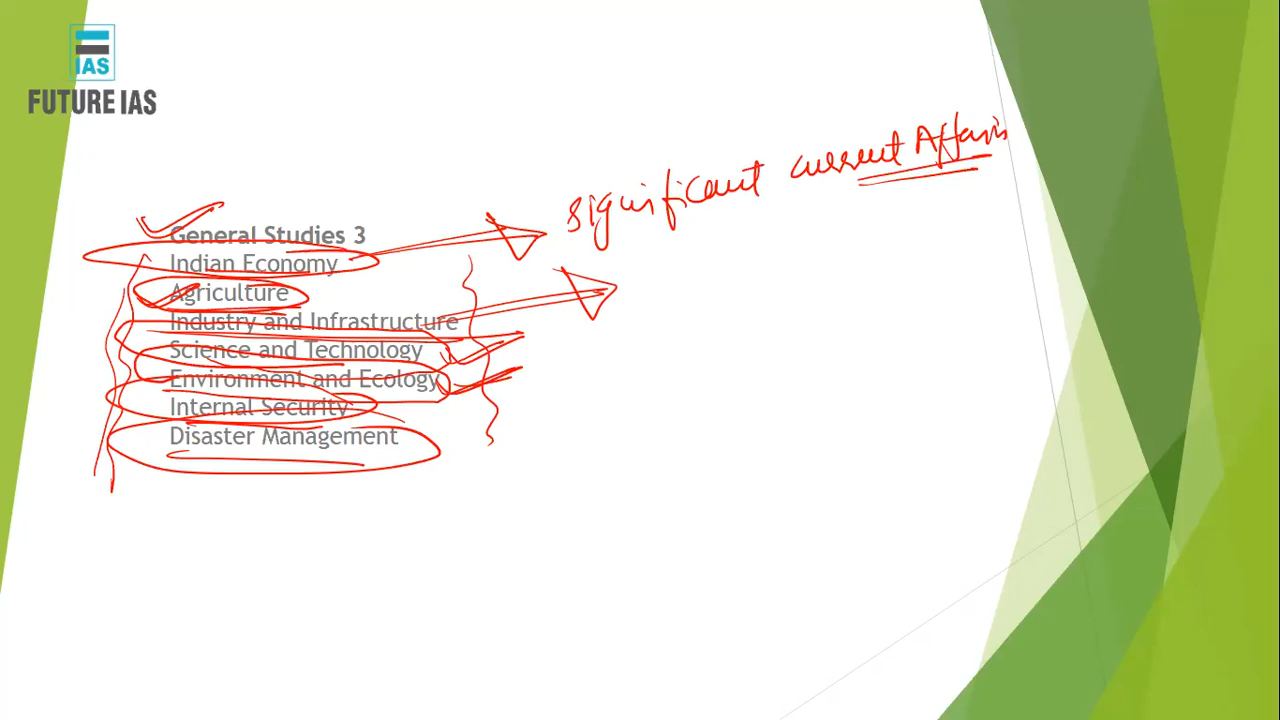 IAS
FUTURE IAS
significant current Affairs
General Studies 3
Indian Economy
Agriculture
Industry and Infrastructure
Science and Technology
Environment and Ecology
Internal Security
Disaster Management